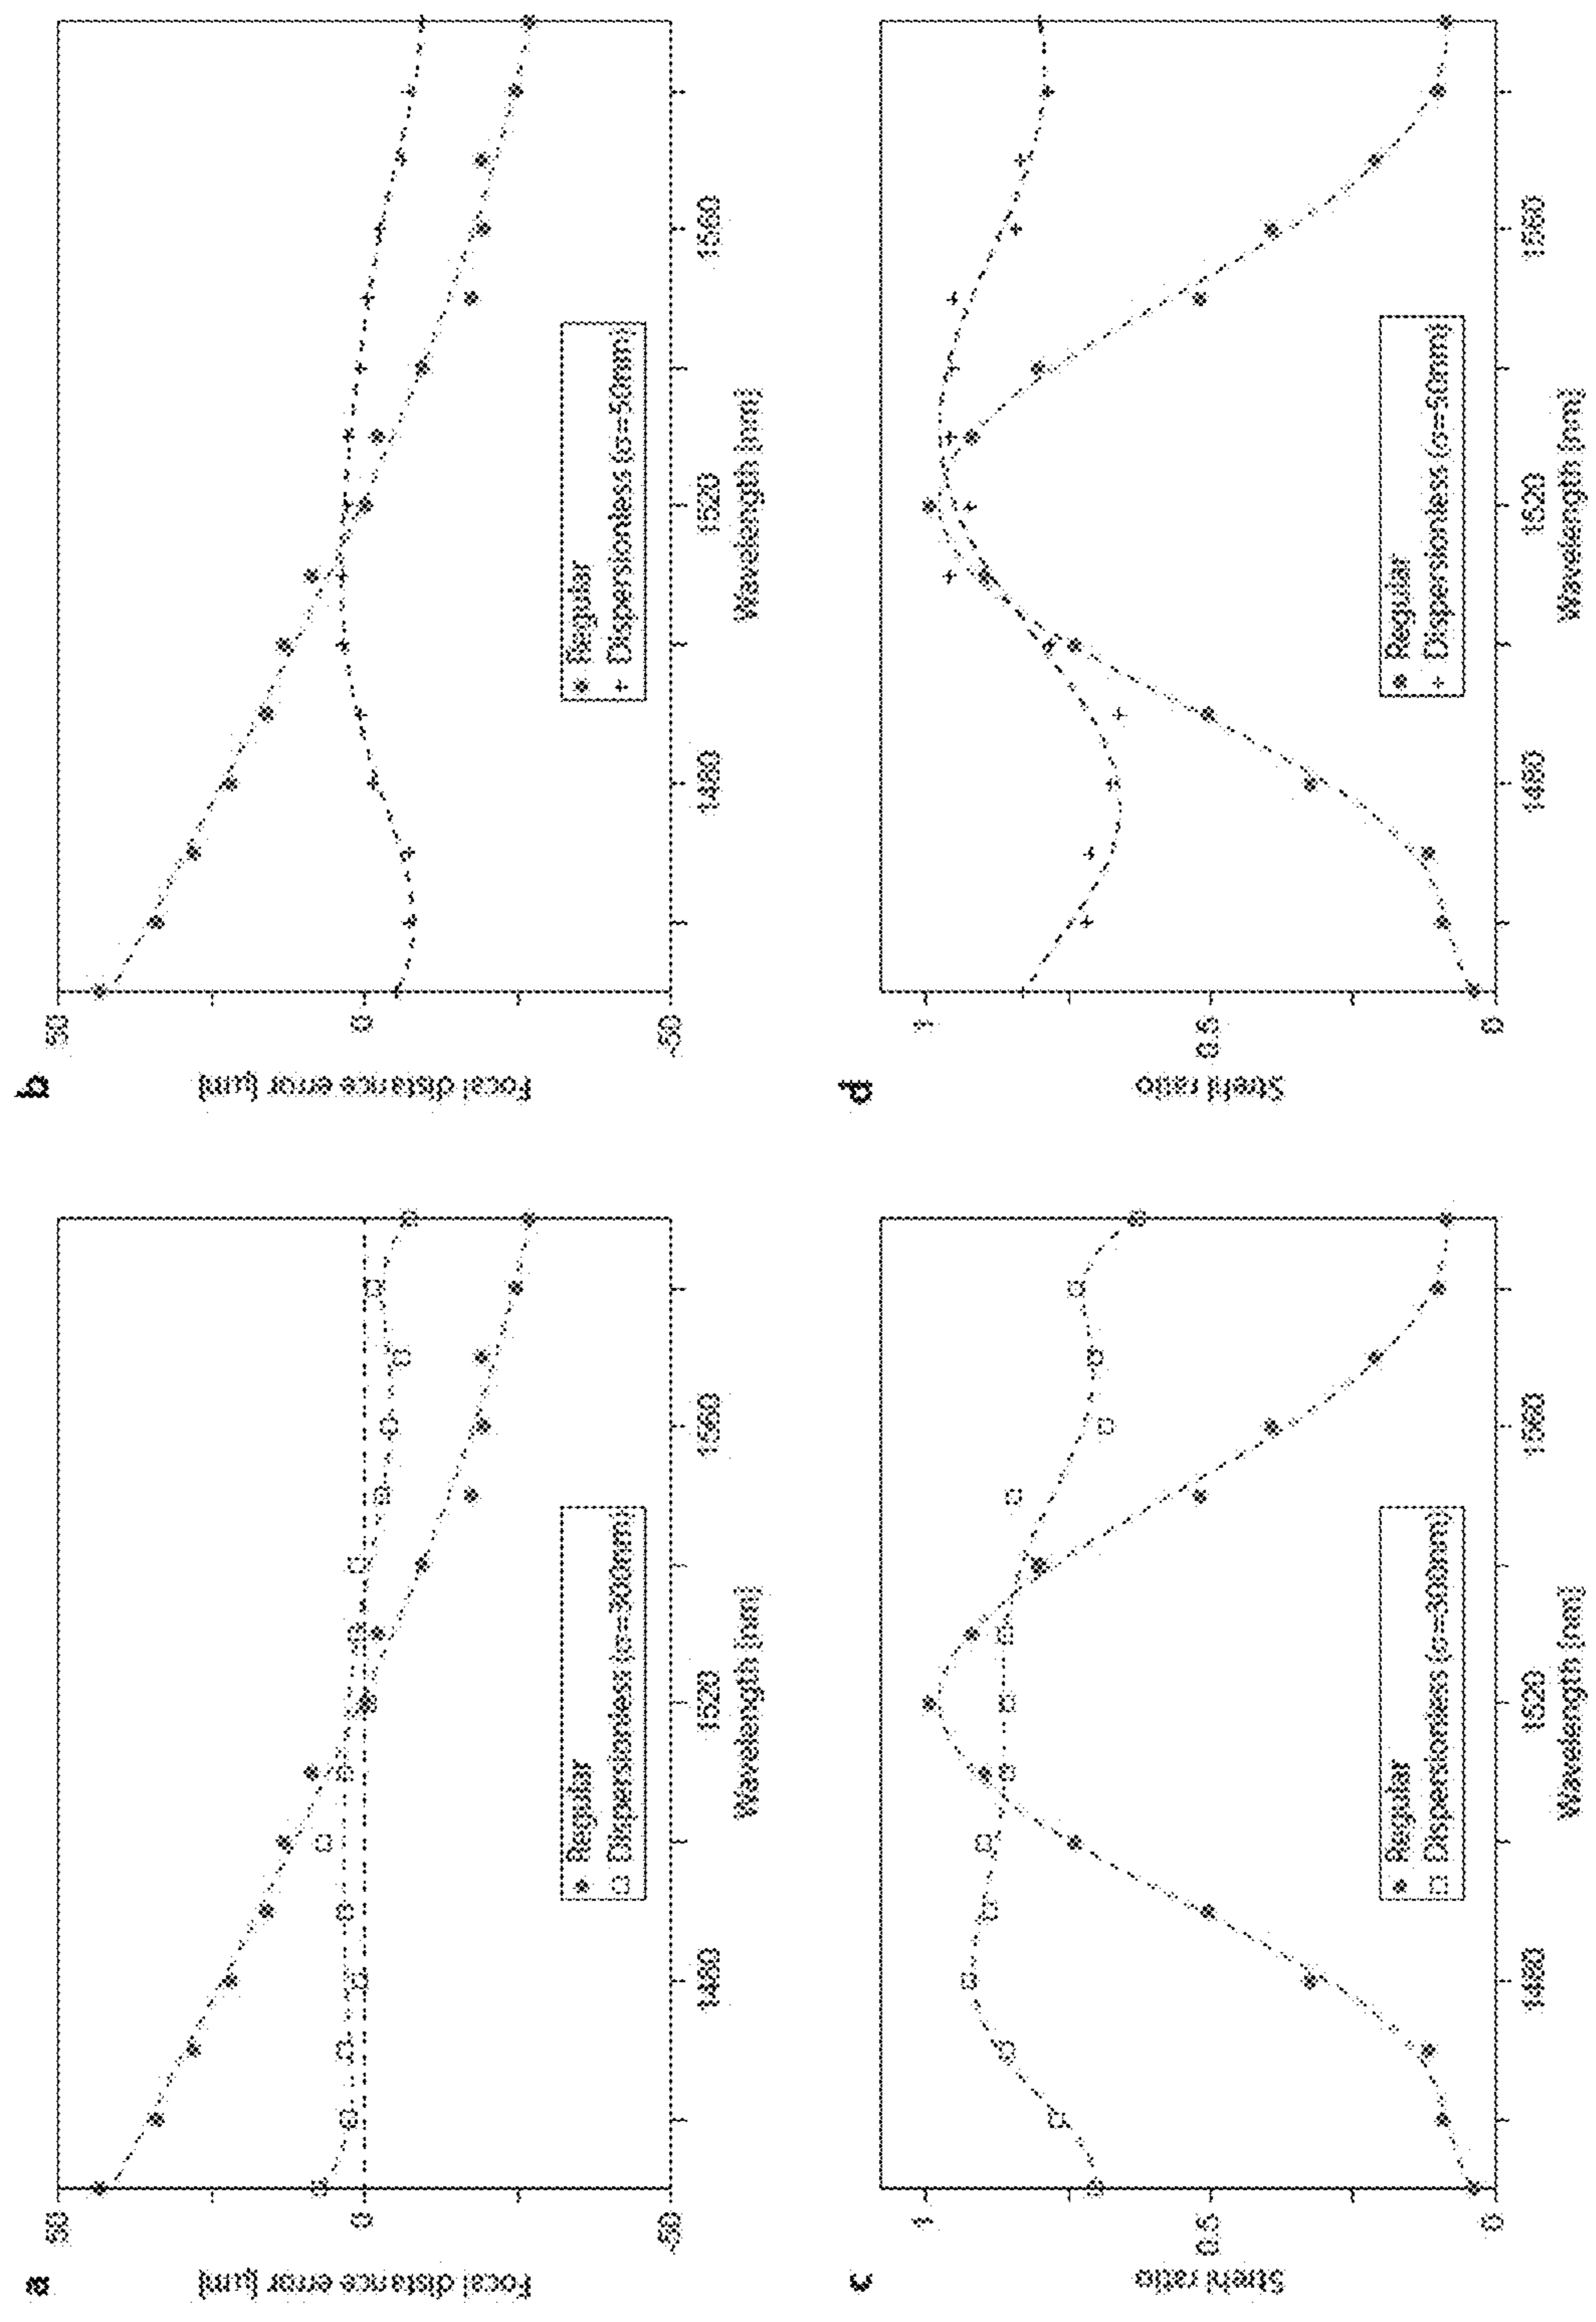 a
50
0
-50
Focal distance error [μm]
Regular
Dispersionless (σ=300nm)
1480
1520
1560
Wavelength [nm]
b
50
0
-50
Focal distance error [μm]
Regular
Dispersionless (σ=50nm)
1480
1520
1560
Wavelength [nm]
c
1
0.5
0
Strehl ratio
Regular
Dispersionless (σ=300nm)
1480
1520
1560
Wavelength [nm]
d
1
0.5
0
Strehl ratio
Regular
Dispersionless (σ=50nm)
1480
1520
1560
Wavelength [nm]